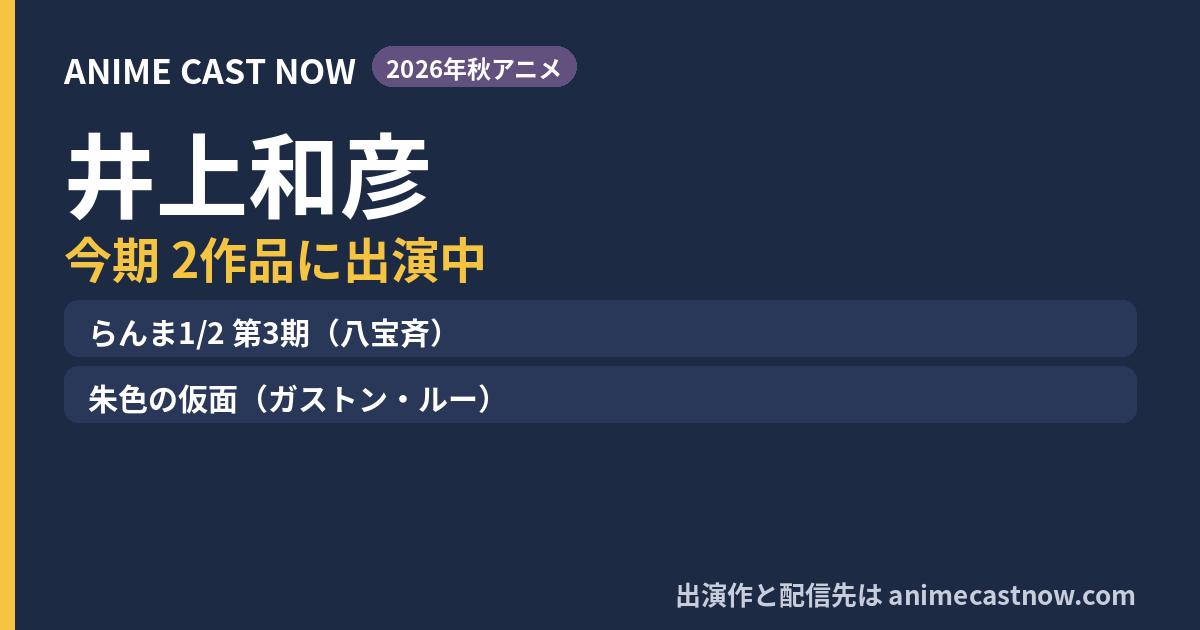 ANIME CAST NOW 2026年秋アニメ
井上和彦
今期 2作品に出演中
らんま1/2 第3期（八宝斉）
朱色の仮面（ガストン・ルー）
出演作と配信先は animecastnow.com